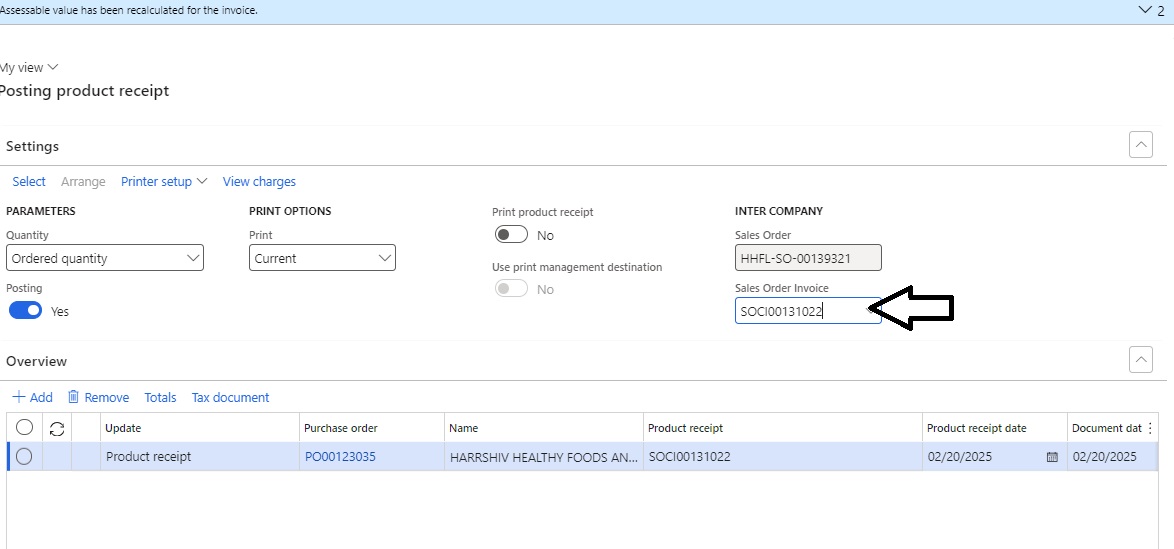 Assessable value has been recalculated for the invoice.
2
My view
Posting product receipt
Settings
Select Arrange Printer setup View charges
PARAMETERS
Quantity
Ordered quantity
Posting
Yes
PRINT OPTIONS
Print
Current
Print product receipt
No
Use print management destination
No
INTER COMPANY
Sales Order
HHFL-SO-00139321
Sales Order Invoice
SOCI00131022
Overview
Add Remove Totals Tax document
Update Purchase order Name Product receipt Product receipt date Document dat
Product receipt PO00123035 HARRSHIV HEALTHY FOODS AN... SOCI00131022 02/20/2025 02/20/2025